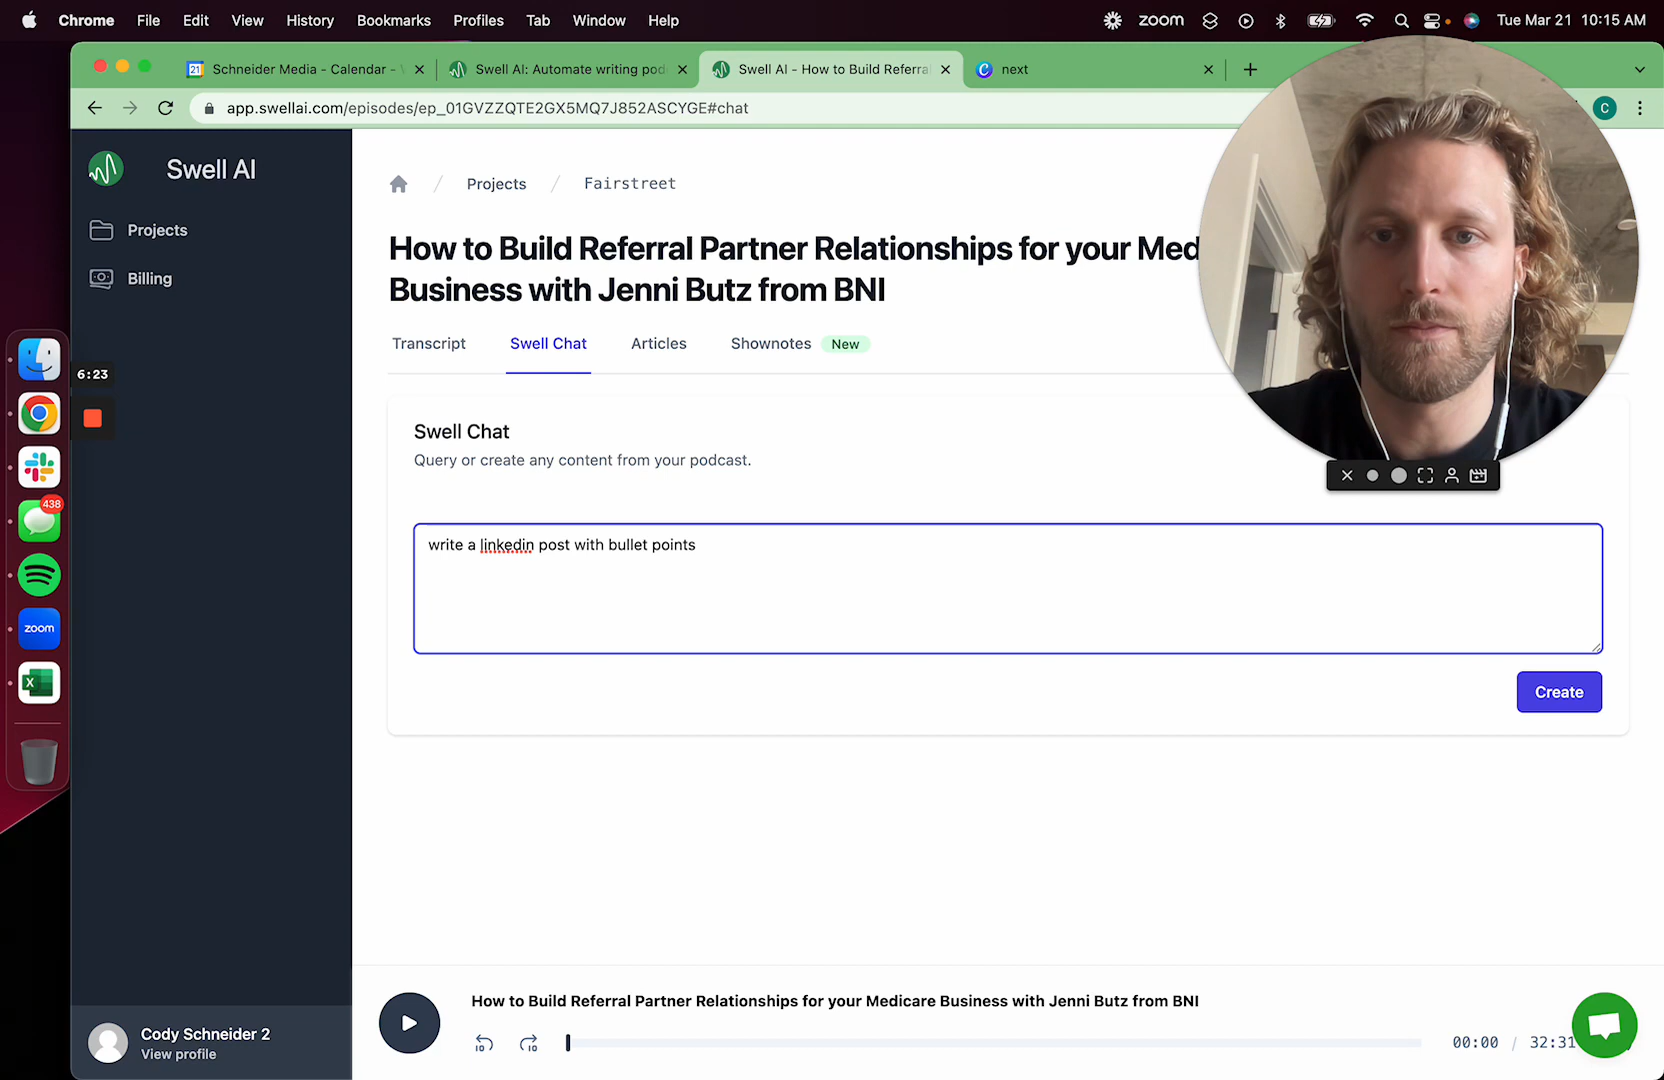 Chrome File Edit View History Bookmarks Profiles Tab Window Help
zoom
Tue Mar 21 10:15 AM
21 Schneider Media - Calendar -
Swell AI: Automate writing pod
Swell AI - How to Build Referra
C next
app.swellai.com/episodes/ep_01GVZZQTE2GX5MQ7J852ASCYGE#chat
C
Swell AI
Projects / Fairstreet
Projects
Billing
How to Build Referral Partner Relationships for your Med
Business with Jenni Butz from BNI
Transcript Swell Chat Articles Shownotes New
6:23
Swell Chat
Query or create any content from your podcast.
438
write a linkedin post with bullet points
zoom
X
Create
How to Build Referral Partner Relationships for your Medicare Business with Jenni Butz from BNI
10 10
00:00 / 32:31
Cody Schneider 2
View profile